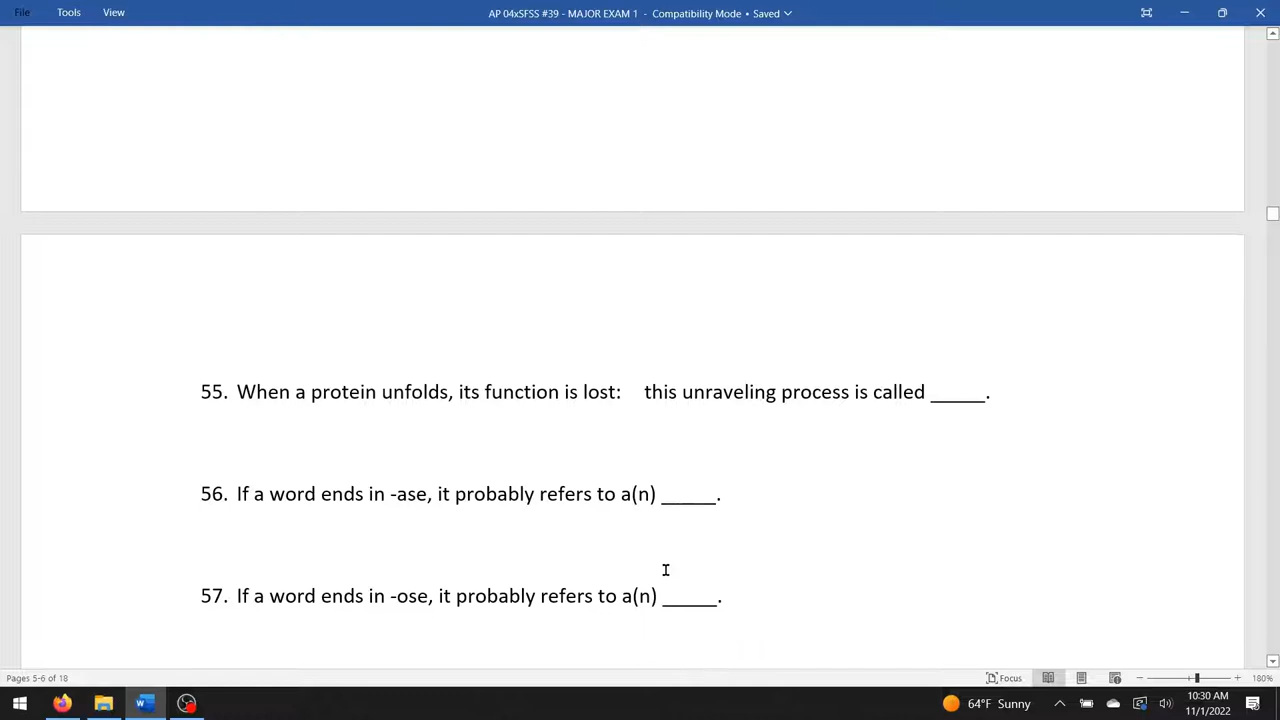 File Tools View AP 04xSFSS #39 - MAJOR EXAM 1 - Compatibility Mode • Saved
55. When a protein unfolds, its function is lost: this unraveling process is called _____.
56. If a word ends in -ase, it probably refers to a(n) _____.
57. If a word ends in -ose, it probably refers to a(n) _____.
Pages 5-6 of 18 Focus 180%
64°F Sunny 10:30 AM
11/1/2022